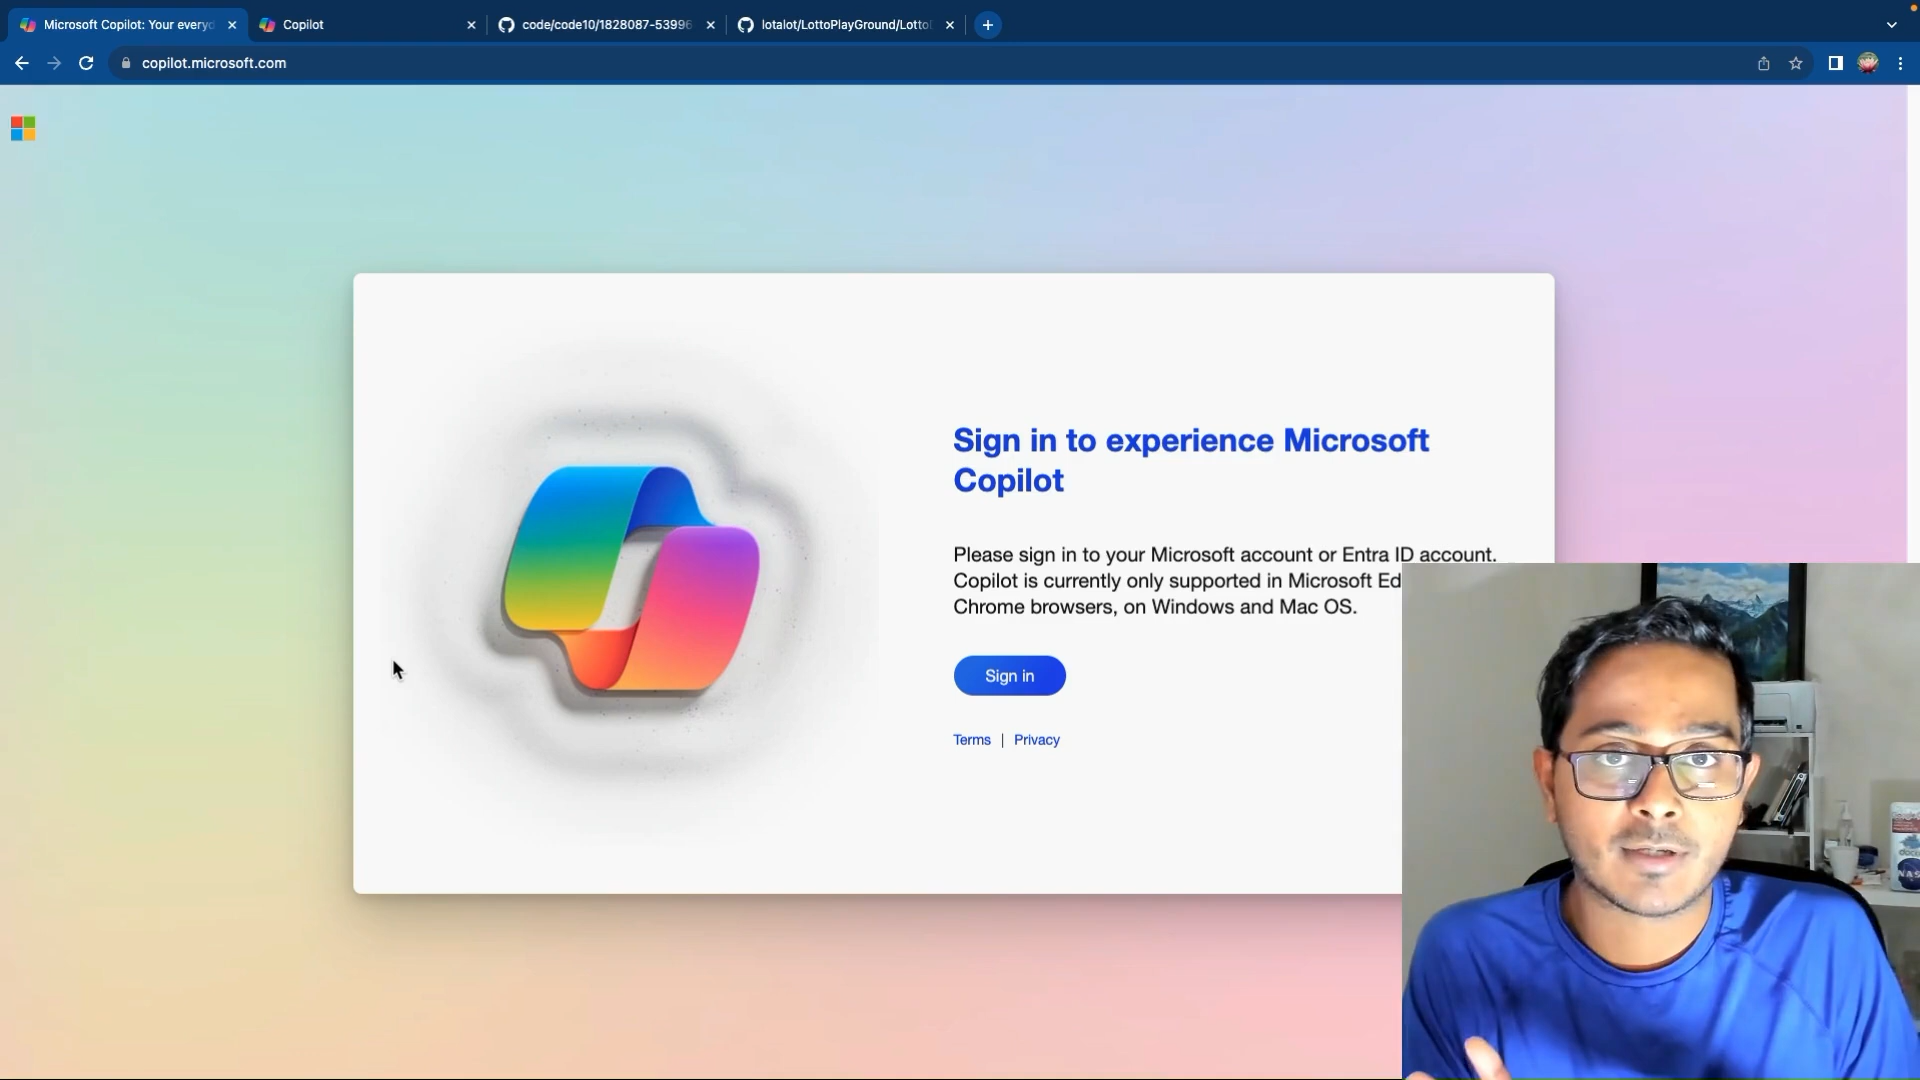 Microsoft Copilot: Your everyd
Copilot
code/code10/1828087-53996
lotalot/LottoPlayGround/Lotto
copilot.microsoft.com
Sign in to experience Microsoft
Copilot
Please sign in to your Microsoft account or Entra ID account.
Copilot is currently only supported in Microsoft Ed
Chrome browsers, on Windows and Mac OS.
Sign in
Terms | Privacy